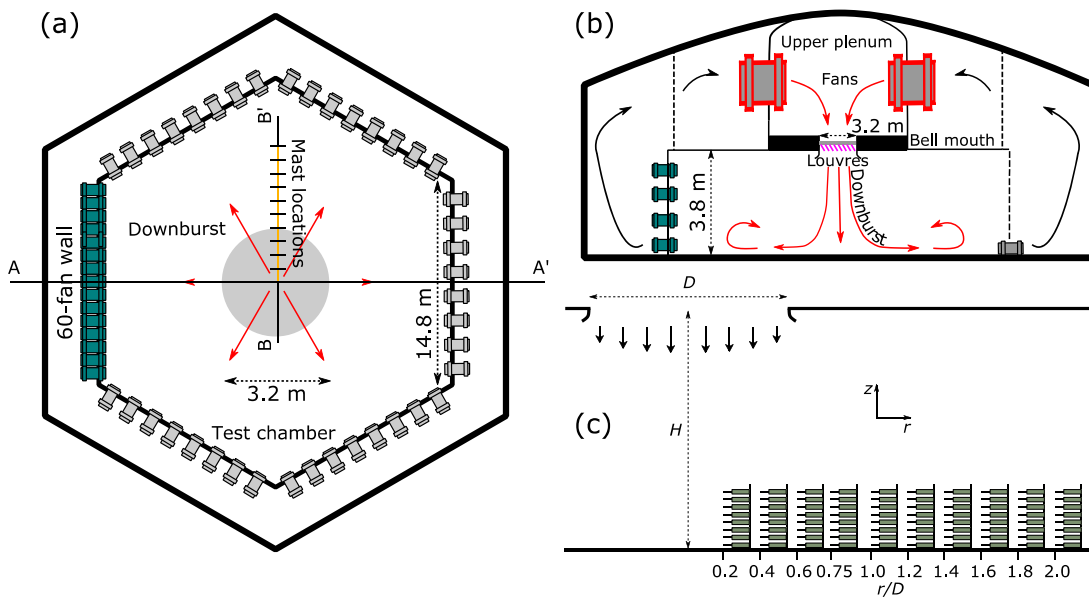 (a)
B'
Mast locations
Downburst
60-fan wall
A
A'
14.8 m
B
3.2 m
Test chamber
(b)
Upper plenum
Fans
3.2 m
Bell mouth
Louvres
Downburst
3.8 m
D
H
z
r
(c)
0.2 0.4 0.6 0.75 1.0 1.2 1.4 1.6 1.8 2.0
r/D